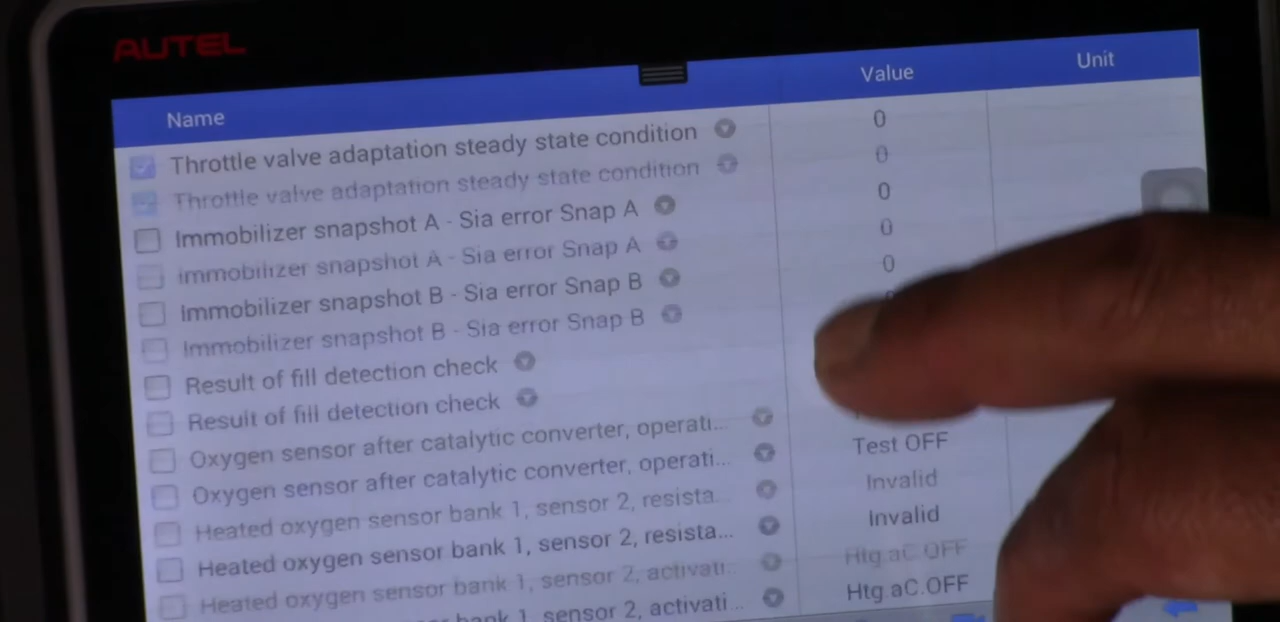 AUTEL
Name Value Unit
Throttle valve adaptation steady state condition 0
Throttle valve adaptation steady state condition 0
Immobilizer snapshot A - Sia error Snap A 0
Immobilizer snapshot A - Sia error Snap A 0
Immobilizer snapshot B - Sia error Snap B 0
Immobilizer snapshot B - Sia error Snap B
Result of fill detection check
Result of fill detection check
Oxygen sensor after catalytic converter, operati...
Oxygen sensor after catalytic converter, operati... Test OFF
Heated oxygen sensor bank 1, sensor 2, resista... Invalid
Heated oxygen sensor bank 1, sensor 2, resista... Invalid
Heated oxygen sensor bank 1, sensor 2, activati... Htg.aC.OFF
bank 1, sensor 2, activati... Htg.aC.OFF